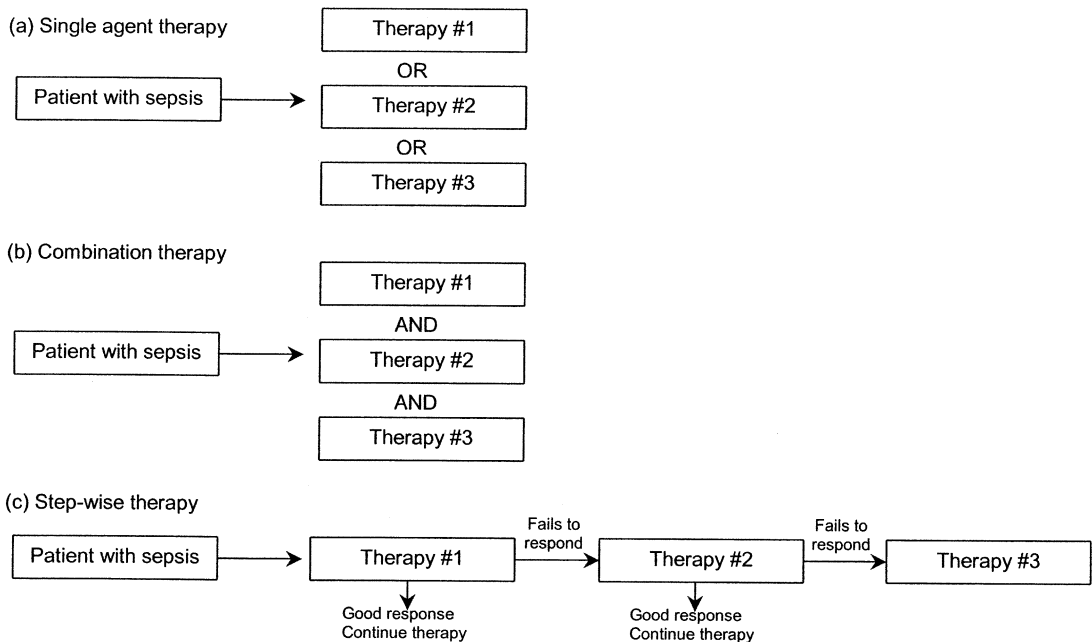 (a) Single agent therapy
Therapy #1
OR
Patient with sepsis
Therapy #2
OR
Therapy #3
(b) Combination therapy
Therapy #1
AND
Patient with sepsis
Therapy #2
AND
Therapy #3
(c) Step-wise therapy
Patient with sepsis
Therapy #1
Fails to
respond
Therapy #2
Fails to
respond
Therapy #3
Good response
Continue therapy
Good response
Continue therapy